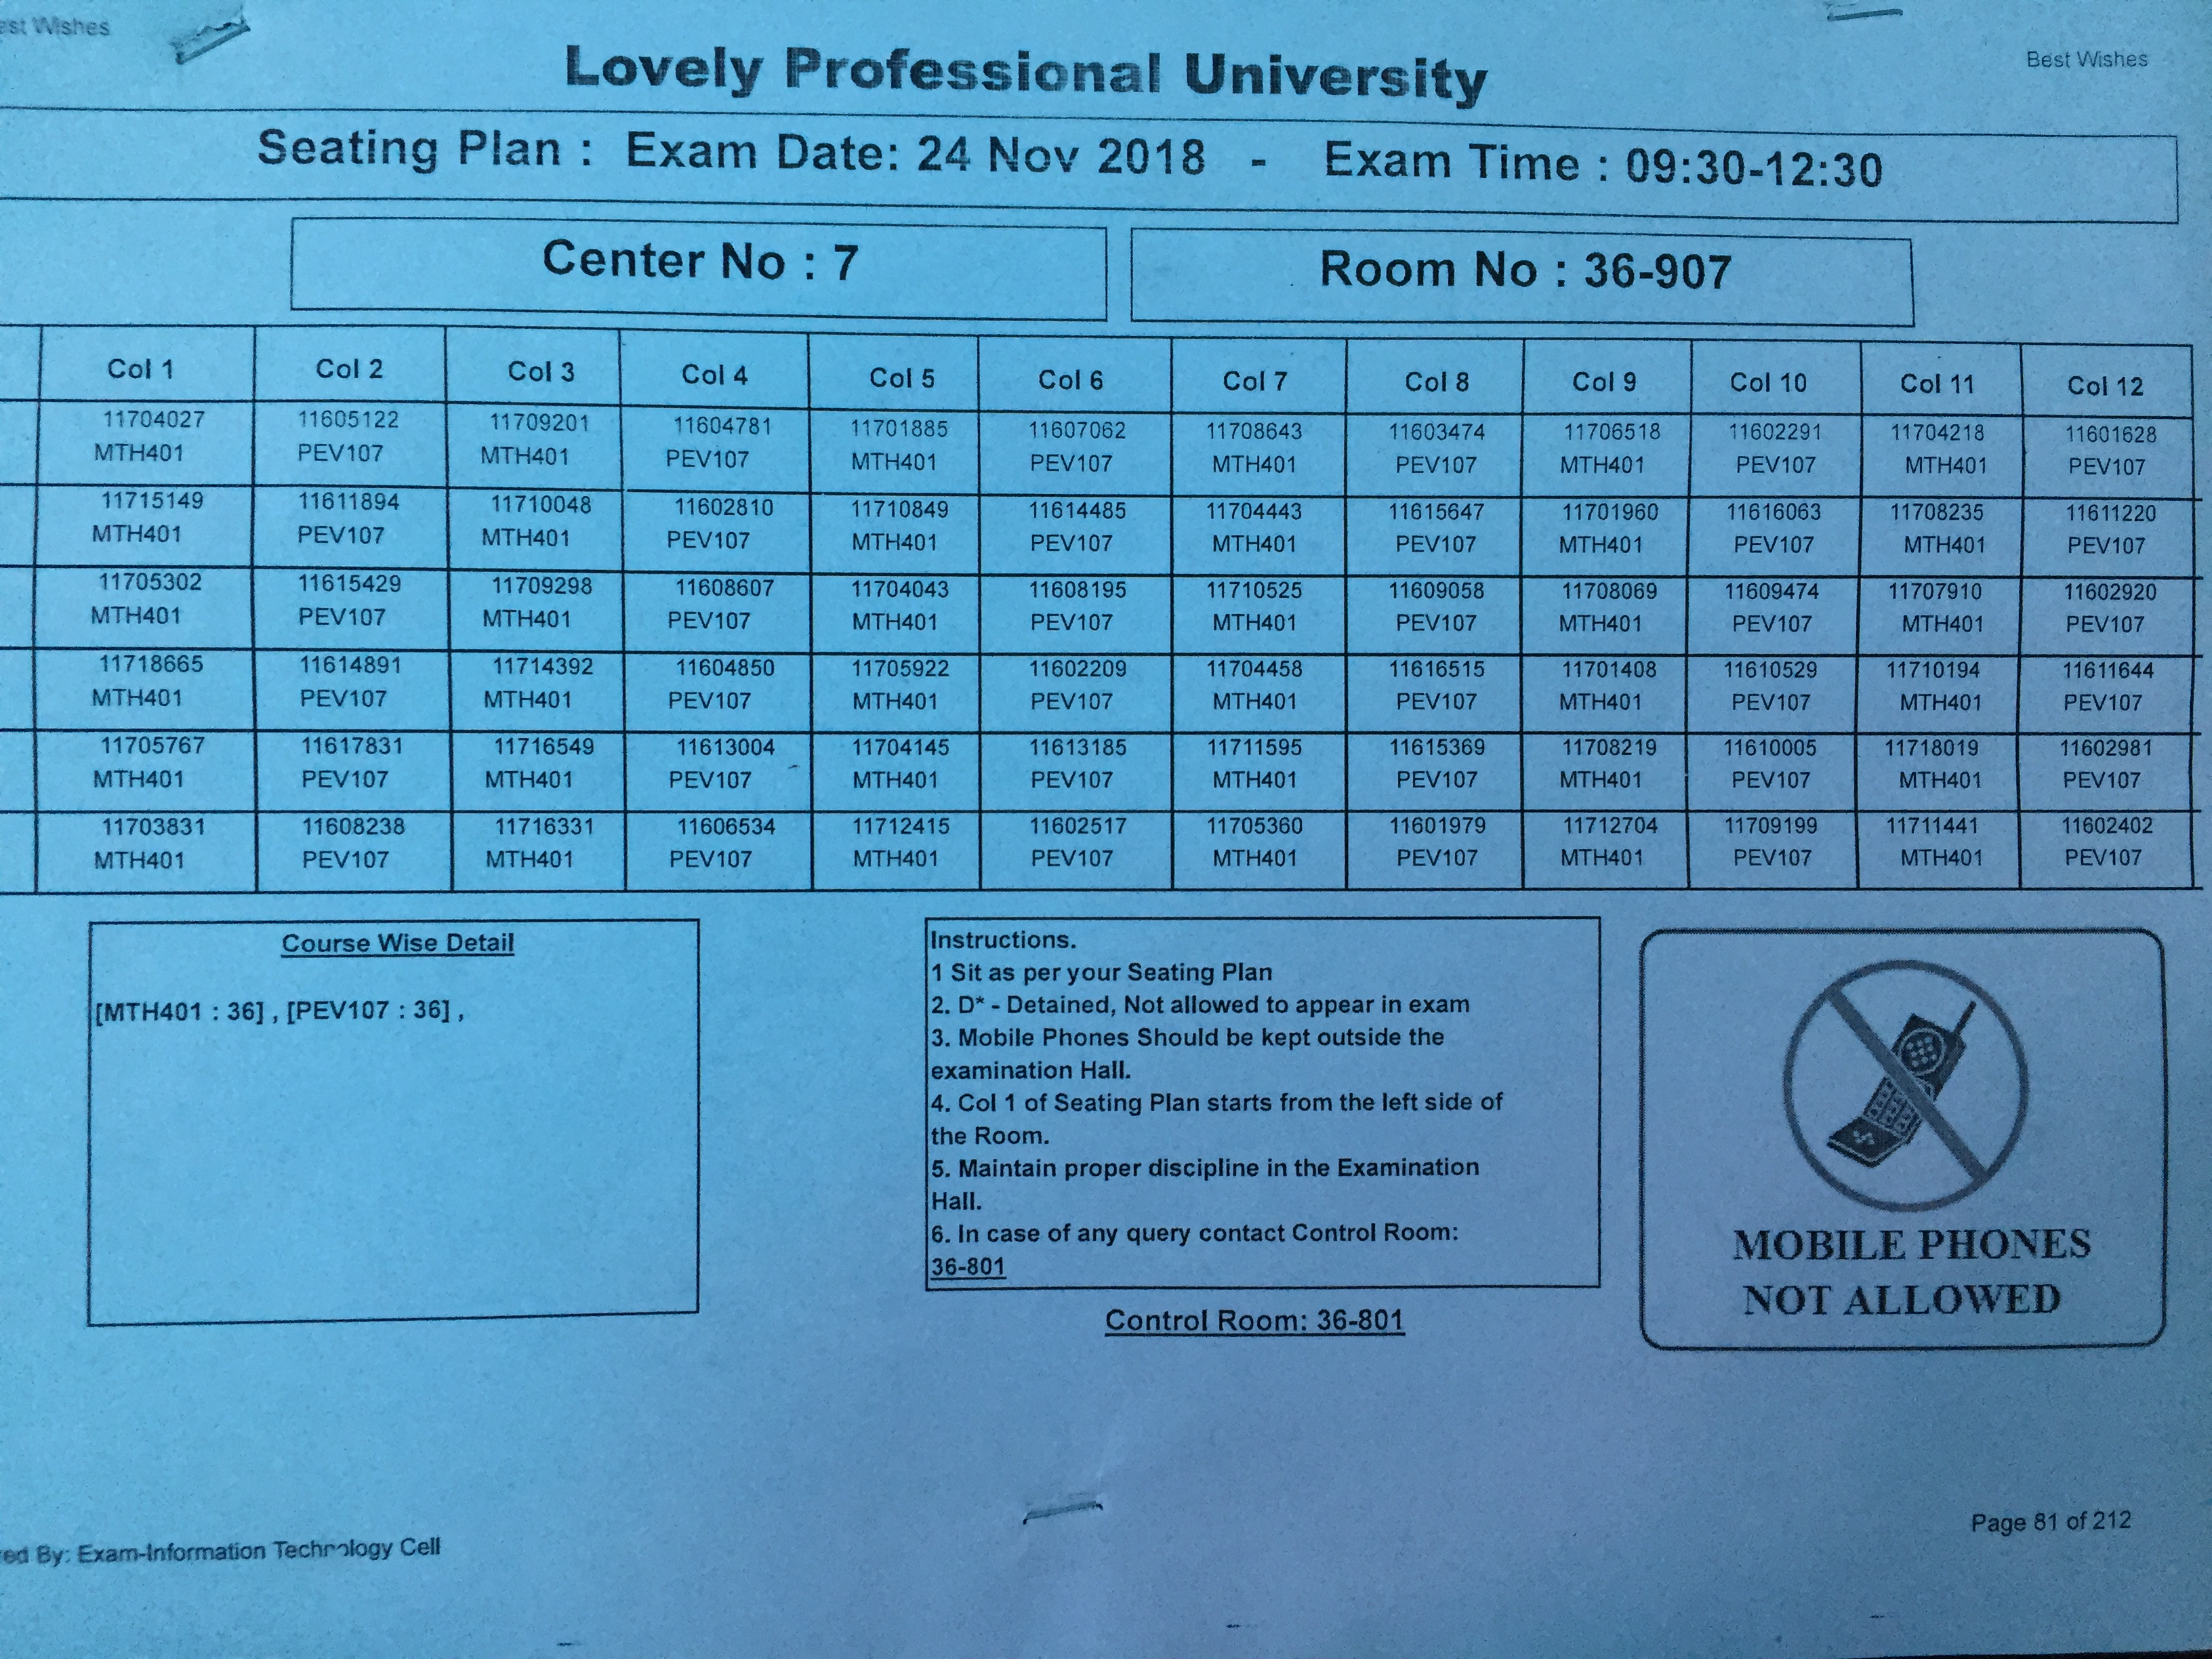 est Wishes
Best Wishes
Lovely Professional University
Seating Plan : Exam Date: 24 Nov 2018 - Exam Time : 09:30-12:30
Center No : 7 Room No : 36-907
Col 1 Col 2 Col 3 Col 4 Col 5 Col 6 Col 7 Col 8 Col 9 Col 10 Col 11 Col 12
11704027 11605122 11709201 11604781 11701885 11607062 11708643 11603474 11706518 11602291 11704218 11601628
MTH401 PEV107 MTH401 PEV107 MTH401 PEV107 MTH401 PEV107 MTH401 PEV107 MTH401 PEV107
11715149 11611894 11710048 11602810 11710849 11614485 11704443 11615647 11701960 11616063 11708235 11611220
MTH401 PEV107 MTH401 PEV107 MTH401 PEV107 MTH401 PEV107 MTH401 PEV107 MTH401 PEV107
11705302 11615429 11709298 11608607 11704043 11608195 11710525 11609058 11708069 11609474 11707910 11602920
MTH401 PEV107 MTH401 PEV107 MTH401 PEV107 MTH401 PEV107 MTH401 PEV107 MTH401 PEV107
11718665 11614891 11714392 11604850 11705922 11602209 11704458 11616515 11701408 11610529 11710194 11611644
MTH401 PEV107 MTH401 PEV107 MTH401 PEV107 MTH401 PEV107 MTH401 PEV107 MTH401 PEV107
11705767 11617831 11716549 11613004 11704145 11613185 11711595 11615369 11708219 11610005 11718019 11602981
MTH401 PEV107 MTH401 PEV107 MTH401 PEV107 MTH401 PEV107 MTH401 PEV107 MTH401 PEV107
11703831 11608238 11716331 11606534 11712415 11602517 11705360 11601979 11712704 11709199 11711441 11602402
MTH401 PEV107 MTH401 PEV107 MTH401 PEV107 MTH401 PEV107 MTH401 PEV107 MTH401 PEV107
Course Wise Detail
[MTH401 : 36] , [PEV107 : 36] ,
Instructions.
1 Sit as per your Seating Plan
2. D* - Detained, Not allowed to appear in exam
3. Mobile Phones Should be kept outside the
examination Hall.
4. Col 1 of Seating Plan starts from the left side of
the Room.
5. Maintain proper discipline in the Examination
Hall.
6. In case of any query contact Control Room:
36-801
Control Room: 36-801
MOBILE PHONES
NOT ALLOWED
Page 81 of 212
ed By: Exam-Information Technology Cell